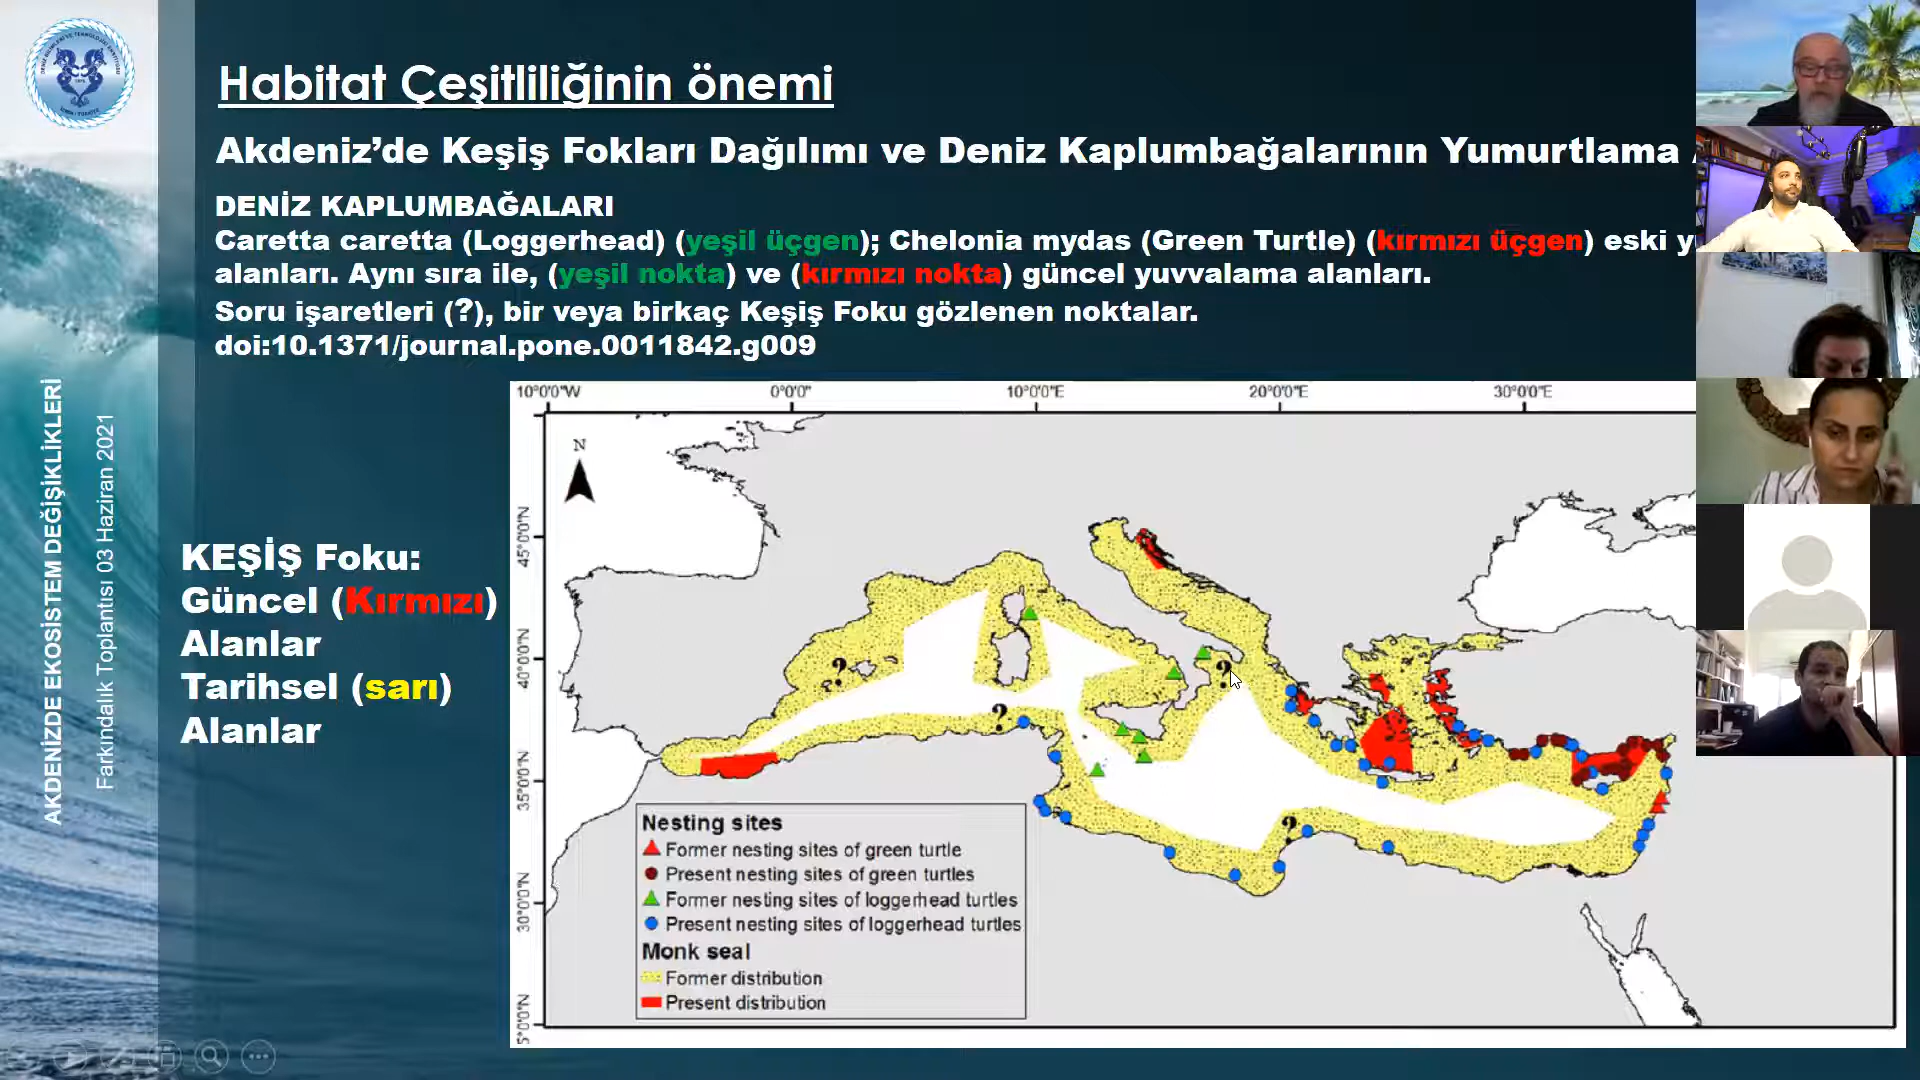 Habitat Çeşitliliğinin önemi
Akdeniz’de Keşiş Fokları Dağılımı ve Deniz Kaplumbağalarının Yumurtlama
DENİZ KAPLUMBAĞALARI
Caretta caretta (Loggerhead) (yeşil üçgen); Chelonia mydas (Green Turtle) (kırmızı üçgen) eski y
alanları. Aynı sıra ile, (yeşil nokta) ve (kırmızı nokta) güncel yuvvalama alanları.
Soru işaretleri (?), bir veya birkaç Keşiş Foku gözlenen noktalar.
doi:10.1371/journal.pone.0011842.g009
AKDENİZDE EKOSİSTEM DEĞİŞİKLİKLERİ
Farkındalık Toplantısı 03 Haziran 2021
KEŞİŞ Foku:
Güncel (Kırmızı)
Alanlar
Tarihsel (sarı)
Alanlar
10°0'0"W 0°0'0" 10°0'0"E 20°0'0"E 30°0'0"E
N
45°0'0"N
40°0'0"N
35°0'0"N
30°0'0"N
5°0'0"N
?
?
?
?
Nesting sites
Former nesting sites of green turtle
Present nesting sites of green turtles
Former nesting sites of loggerhead turtles
Present nesting sites of loggerhead turtles
Monk seal
Former distribution
Present distribution